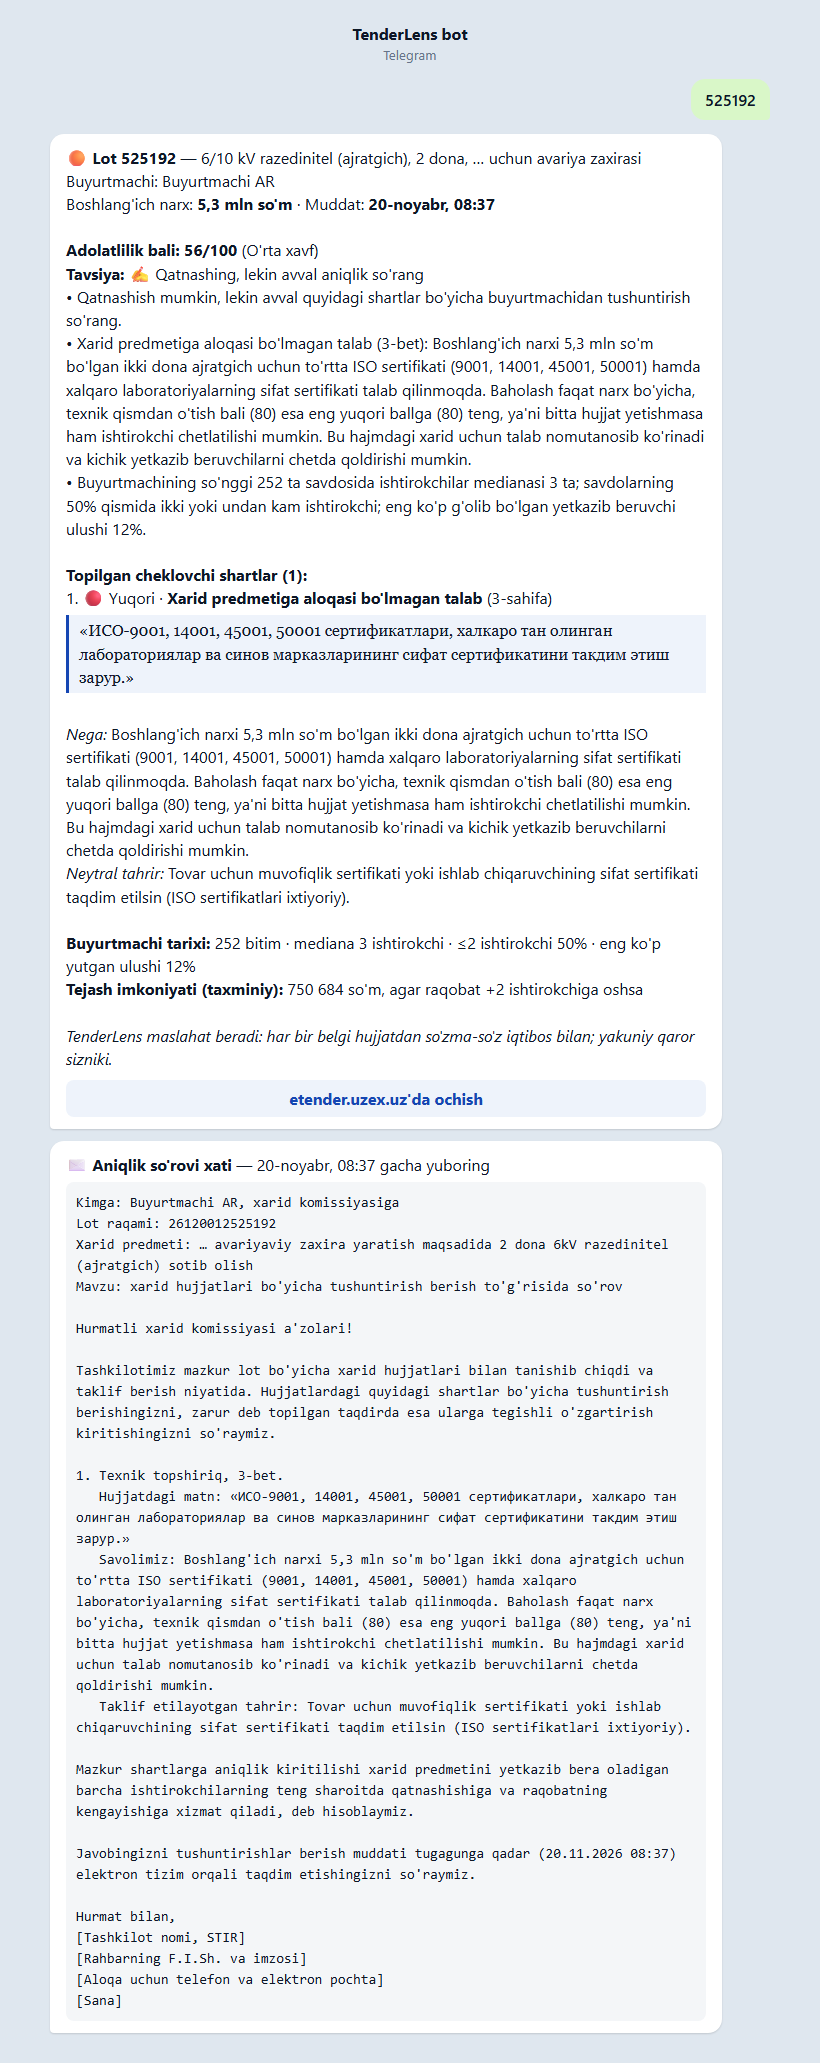 TenderLens bot
Telegram
525192
🟠 Lot 525192 — 6/10 kV razedinitel (ajratgich), 2 dona, ... uchun avariya zaxirasi
Buyurtmachi: Buyurtmachi AR
Boshlang'ich narx: 5,3 mln so'm · Muddat: 20-noyabr, 08:37
Adolatlilik bali: 56/100 (O'rta xavf)
Tavsiya: ✍️ Qatnashing, lekin avval aniqlik so'rang
• Qatnashish mumkin, lekin avval quyidagi shartlar bo'yicha buyurtmachidan tushuntirish
so'rang.
• Xarid predmetiga aloqasi bo'lmagan talab (3-bet): Boshlang'ich narxi 5,3 mln so'm
bo'lgan ikki dona ajratgich uchun to'rtta ISO sertifikati (9001, 14001, 45001, 50001) hamda
xalqaro laboratoriyalarning sifat sertifikati talab qilinmoqda. Baholash faqat narx bo'yicha,
texnik qismdan o'tish bali (80) esa eng yuqori ballga (80) teng, ya'ni bitta hujjat yetishmasa
ham ishtirokchi chetlatilishi mumkin. Bu hajmdagi xarid uchun talab nomutanosib ko'rinadi
va kichik yetkazib beruvchilarni chetda qoldirishi mumkin.
• Buyurtmachining so'nggi 252 ta savdosida ishtirokchilar medianasi 3 ta; savdolarning
50% qismida ikki yoki undan kam ishtirokchi; eng ko'p g'olib bo'lgan yetkazib beruvchi
ulushi 12%.
Topilgan cheklovchi shartlar (1):
1. 🔴 Yuqori · Xarid predmetiga aloqasi bo'lmagan talab (3-sahifa)
«ИСО-9001, 14001, 45001, 50001 сертификатлари, халкаро тан олинган
лабораториялар ва синов марказларининг сифат сертификатини такдим этиш
зарур.»
Nega: Boshlang'ich narxi 5,3 mln so'm bo'lgan ikki dona ajratgich uchun to'rtta ISO
sertifikati (9001, 14001, 45001, 50001) hamda xalqaro laboratoriyalarning sifat sertifikati
talab qilinmoqda. Baholash faqat narx bo'yicha, texnik qismdan o'tish bali (80) esa eng
yuqori ballga (80) teng, ya'ni bitta hujjat yetishmasa ham ishtirokchi chetlatilishi mumkin.
Bu hajmdagi xarid uchun talab nomutanosib ko'rinadi va kichik yetkazib beruvchilarni
chetda qoldirishi mumkin.
Neytral tahrir: Tovar uchun muvofiqlik sertifikati yoki ishlab chiqaruvchining sifat sertifikati
taqdim etilsin (ISO sertifikatlari ixtiyoriy).
Buyurtmachi tarixi: 252 bitim · mediana 3 ishtirokchi · ≤2 ishtirokchi 50% · eng ko'p
yutgan ulushi 12%
Tejash imkoniyati (taxminiy): 750 684 so'm, agar raqobat +2 ishtirokchiga oshsa
TenderLens maslahat beradi: har bir belgi hujjatdan so'zma-so'z iqtibos bilan; yakuniy qaror
sizniki.
etender.uzex.uz'da ochish
✉️ Aniqlik so'rovi xati — 20-noyabr, 08:37 gacha yuboring
Kimga: Buyurtmachi AR, xarid komissiyasiga
Lot raqami: 26120012525192
Xarid predmeti: … avariyaviy zaxira yaratish maqsadida 2 dona 6kV razedinitel
(ajratgich) sotib olish
Mavzu: xarid hujjatlari bo'yicha tushuntirish berish to'g'risida so'rov
Hurmatli xarid komissiyasi a'zolari!
Tashkilotimiz mazkur lot bo'yicha xarid hujjatlari bilan tanishib chiqdi va
taklif berish niyatida. Hujjatlardagi quyidagi shartlar bo'yicha tushuntirish
berishingizni, zarur deb topilgan taqdirda esa ularga tegishli o'zgartirish
kiritishingizni so'raymiz.
1. Texnik topshiriq, 3-bet.
Hujjatdagi matn: «ИСО-9001, 14001, 45001, 50001 сертификатлари, халкаро тан
олинган лабораториялар ва синов марказларининг сифат сертификатини такдим этиш
зарур.»
Savolimiz: Boshlang'ich narxi 5,3 mln so'm bo'lgan ikki dona ajratgich uchun
to'rtta ISO sertifikati (9001, 14001, 45001, 50001) hamda xalqaro
laboratoriyalarning sifat sertifikati talab qilinmoqda. Baholash faqat narx
bo'yicha, texnik qismdan o'tish bali (80) esa eng yuqori ballga (80) teng, ya'ni
bitta hujjat yetishmasa ham ishtirokchi chetlatilishi mumkin. Bu hajmdagi xarid
uchun talab nomutanosib ko'rinadi va kichik yetkazib beruvchilarni chetda
qoldirishi mumkin.
Taklif etilayotgan tahrir: Tovar uchun muvofiqlik sertifikati yoki ishlab
chiqaruvchining sifat sertifikati taqdim etilsin (ISO sertifikatlari ixtiyoriy).
Mazkur shartlarga aniqlik kiritilishi xarid predmetini yetkazib bera oladigan
barcha ishtirokchilarning teng sharoitda qatnashishiga va raqobatning
kengayishiga xizmat qiladi, deb hisoblaymiz.
Javobingizni tushuntirishlar berish muddati tugagunga qadar (20.11.2026 08:37)
elektron tizim orqali taqdim etishingizni so'raymiz.
Hurmat bilan,
[Tashkilot nomi, STIR]
[Rahbarning F.I.Sh. va imzosi]
[Aloqa uchun telefon va elektron pochta]
[Sana]